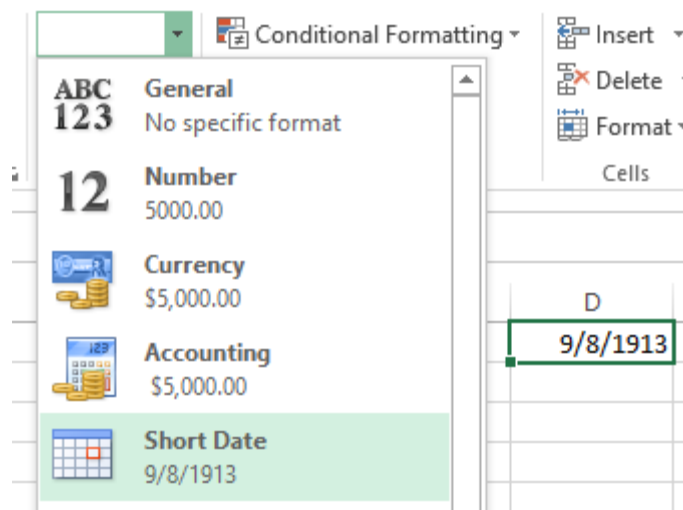 Conditional Formatting
Insert
Delete
Format
Cells
ABC
123
General
No specific format
12
Number
5000.00
Currency
$5,000.00
123
Accounting
$5,000.00
Short Date
9/8/1913
D
9/8/1913